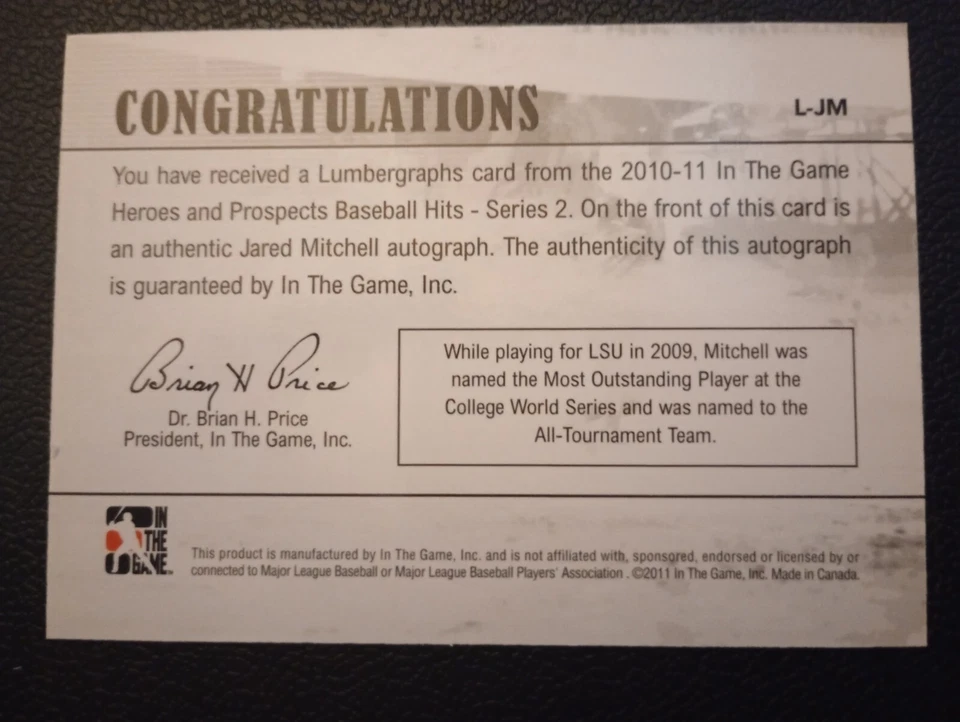 CONGRATULATIONS
L-JM
You have received a Lumbergraphs card from the 2010-11 In The Game
Heroes and Prospects Baseball Hits - Series 2. On the front of this card is
an authentic Jared Mitchell autograph. The authenticity of this autograph
is guaranteed by In The Game, Inc.
Brian H Price
Dr. Brian H. Price
President, In The Game, Inc.
While playing for LSU in 2009, Mitchell was
named the Most Outstanding Player at the
College World Series and was named to the
All-Tournament Team.
IN
THE
GAME
This product is manufactured by In The Game, Inc. and is not affiliated with, sponsored, endorsed or licensed by or
connected to Major League Baseball or Major League Baseball Players' Association . ©2011 In The Game, Inc. Made in Canada.